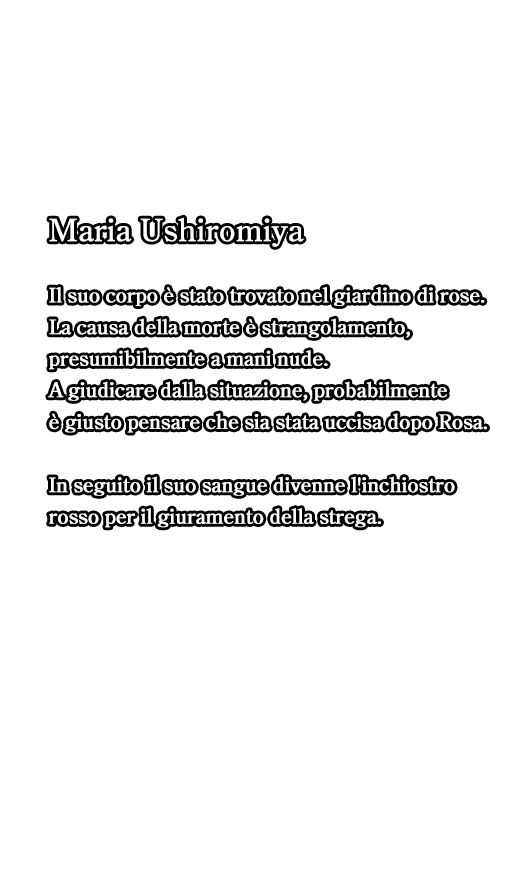 Maria Ushiromiya
Il suo corpo è stato trovato nel giardino di rose.
La causa della morte è strangolamento,
presumibilmente a mani nude.
A giudicare dalla situazione, probabilmente
è giusto pensare che sia stata uccisa dopo Rosa.
In seguito il suo sangue divenne l'inchiostro
rosso per il giuramento della strega.